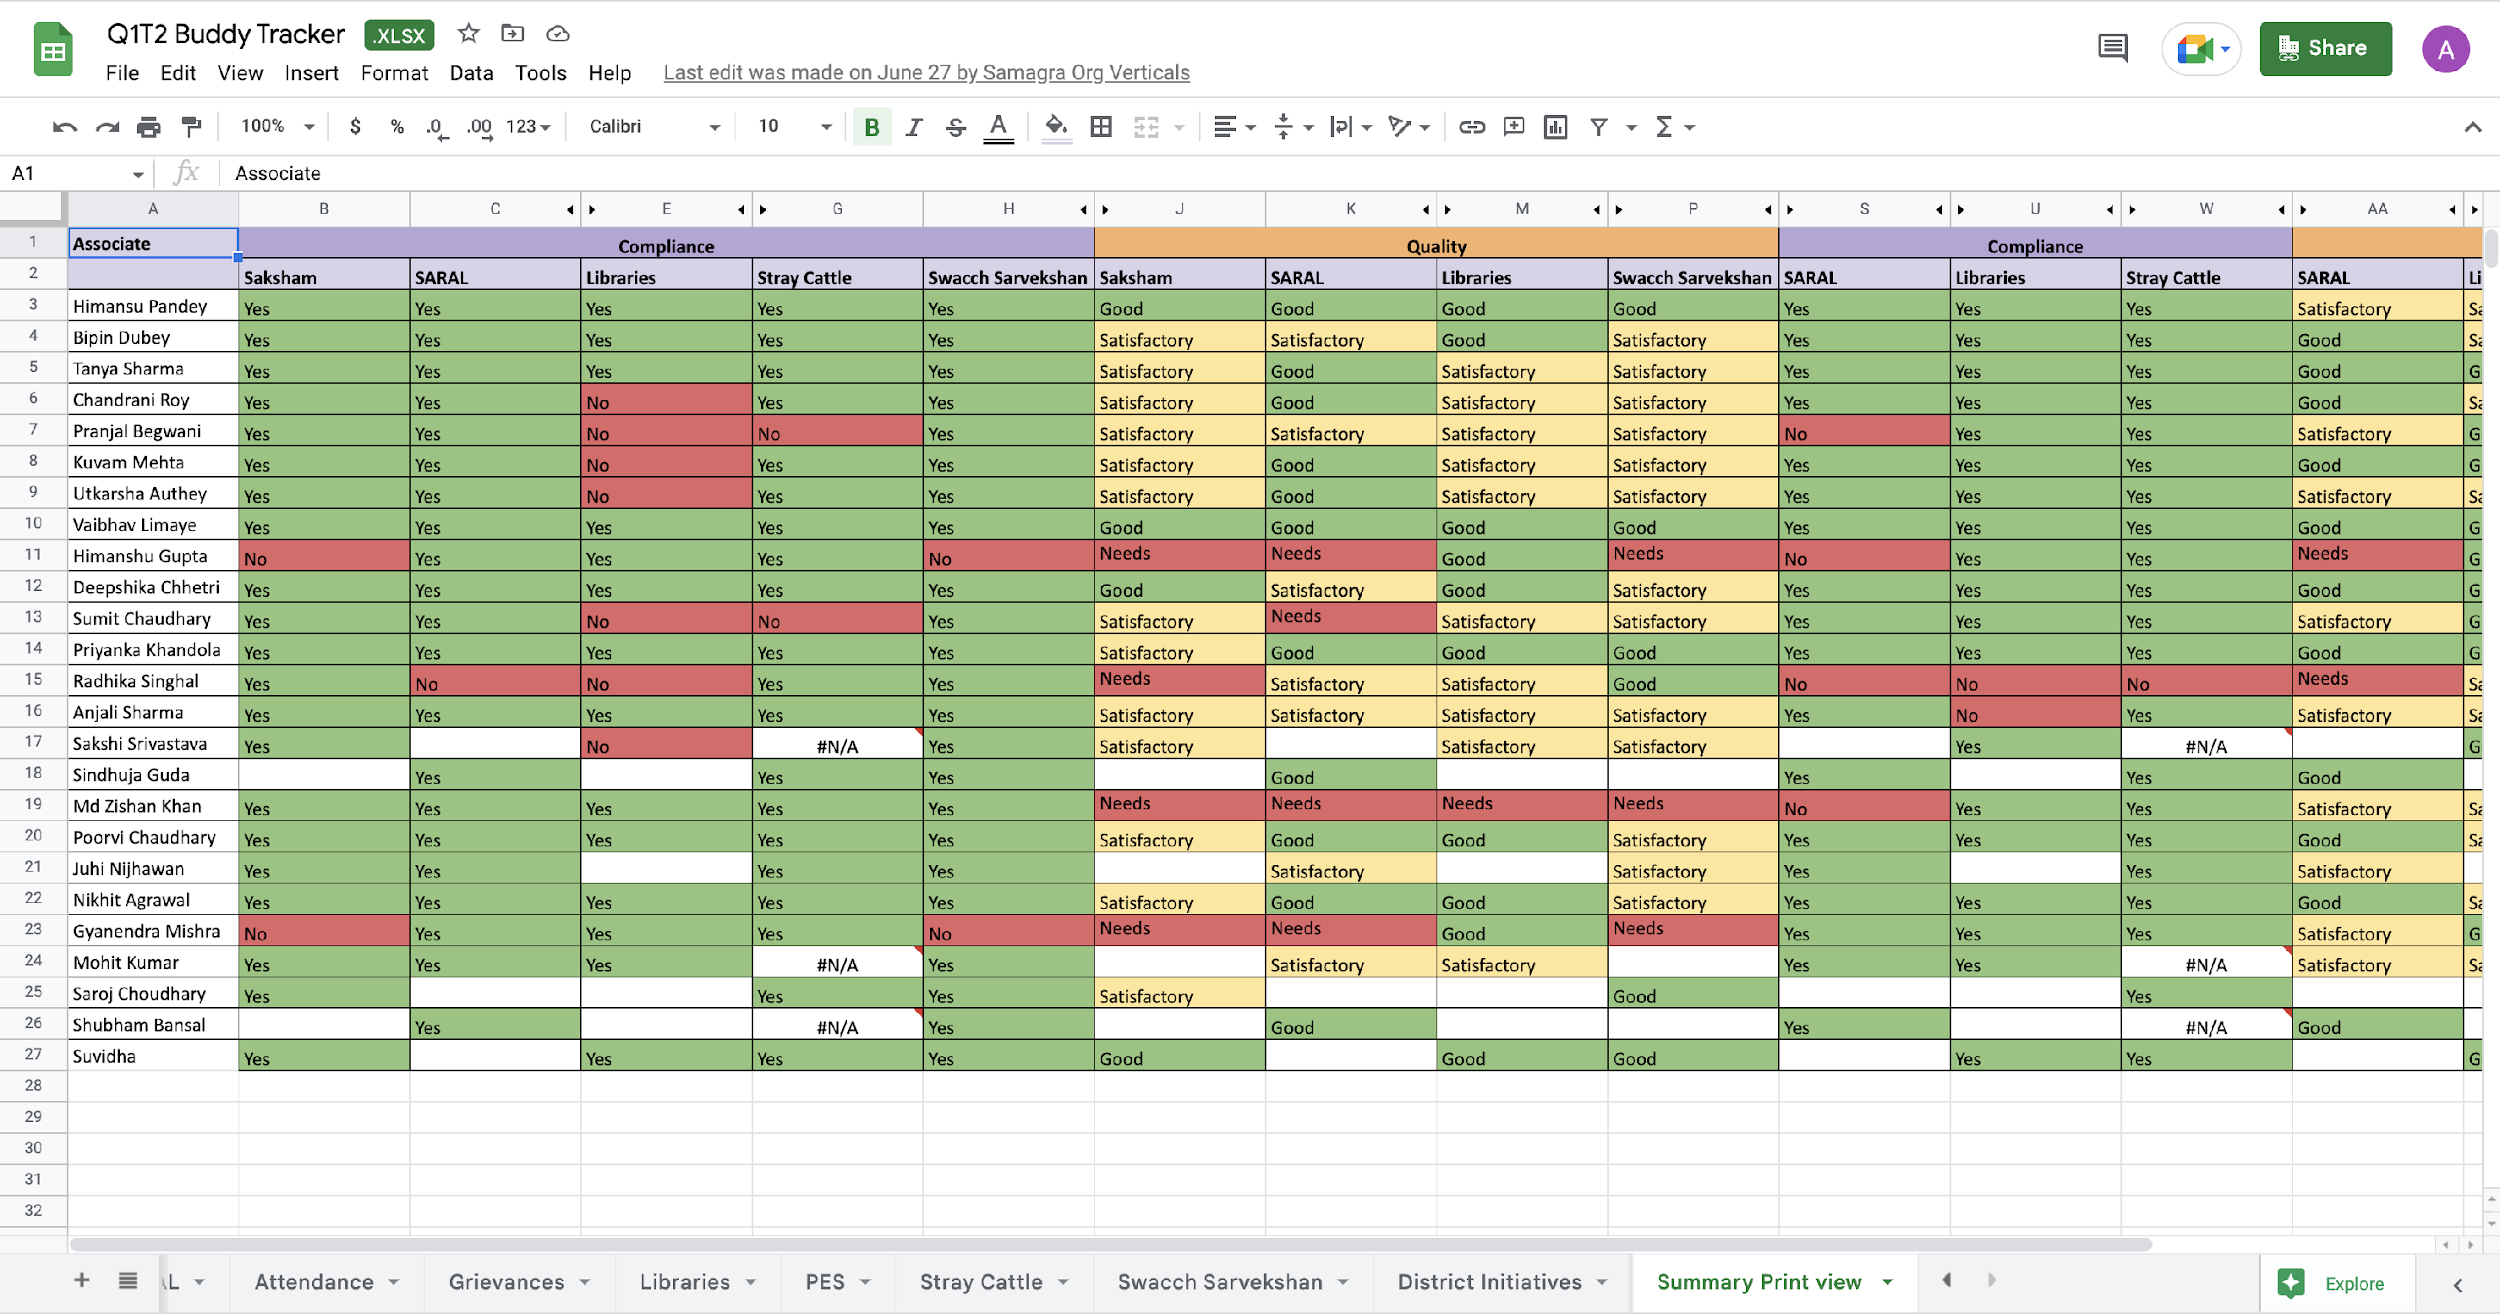 Q1T2 Buddy Tracker .XLSX
File Edit View Insert Format Data Tools Help Last edit was made on June 27 by Samagra Org Verticals
Share
A
100% $ % .0 .00 123 Calibri 10 B I S A
A1 fx Associate
A B C E G H J K M P S U W AA
1 Associate Compliance Quality Compliance
2 Saksham SARAL Libraries Stray Cattle Swacch Sarvekshan Saksham SARAL Libraries Swacch Sarvekshan SARAL Libraries Stray Cattle SARAL Li
3 Himansu Pandey Yes Yes Yes Yes Yes Good Good Good Good Yes Yes Yes Satisfactory Sa
4 Bipin Dubey Yes Yes Yes Yes Yes Satisfactory Satisfactory Good Satisfactory Yes Yes Yes Good Sa
5 Tanya Sharma Yes Yes Yes Yes Yes Satisfactory Good Satisfactory Satisfactory Yes Yes Yes Good G
6 Chandrani Roy Yes Yes No Yes Yes Satisfactory Good Satisfactory Satisfactory Yes Yes Yes Good Sa
7 Pranjal Begwani Yes Yes No No Yes Satisfactory Satisfactory Satisfactory Satisfactory No Yes Yes Satisfactory G
8 Kuvam Mehta Yes Yes No Yes Yes Satisfactory Good Satisfactory Satisfactory Yes Yes Yes Good G
9 Utkarsha Authey Yes Yes No Yes Yes Satisfactory Good Satisfactory Satisfactory Yes Yes Yes Satisfactory Sa
10 Vaibhav Limaye Yes Yes Yes Yes Yes Good Good Good Good Yes Yes Yes Good G
11 Himanshu Gupta No Yes Yes Yes No Needs Needs Good Needs No Yes Yes Needs G
12 Deepshika Chhetri Yes Yes Yes Yes Yes Good Satisfactory Good Satisfactory Yes Yes Yes Good G
13 Sumit Chaudhary Yes Yes No No Yes Satisfactory Needs Satisfactory Satisfactory Yes Yes Yes Satisfactory G
14 Priyanka Khandola Yes Yes Yes Yes Yes Satisfactory Good Good Good Yes Yes Yes Good G
15 Radhika Singhal Yes No No Yes Yes Needs Satisfactory Satisfactory Good No No No Needs Sa
16 Anjali Sharma Yes Yes Yes Yes Yes Satisfactory Satisfactory Satisfactory Satisfactory Yes No Yes Satisfactory Sa
17 Sakshi Srivastava Yes No #N/A Yes Satisfactory Satisfactory Satisfactory Yes #N/A G
18 Sindhuja Guda Yes Yes Yes Good Yes Yes Good
19 Md Zishan Khan Yes Yes Yes Yes Yes Needs Needs Needs Needs No Yes Yes Satisfactory Sa
20 Poorvi Chaudhary Yes Yes Yes Yes Yes Satisfactory Good Good Satisfactory Yes Yes Yes Good Sa
21 Juhi Nijhawan Yes Yes Yes Yes Satisfactory Satisfactory Yes Yes Satisfactory
22 Nikhit Agrawal Yes Yes Yes Yes Yes Satisfactory Good Good Satisfactory Yes Yes Yes Good Sa
23 Gyanendra Mishra No Yes Yes Yes No Needs Needs Good Needs Yes Yes Yes Satisfactory G
24 Mohit Kumar Yes Yes Yes #N/A Yes Satisfactory Satisfactory Yes Yes #N/A Satisfactory Sa
25 Saroj Choudhary Yes Yes Yes Satisfactory Good Yes
26 Shubham Bansal Yes #N/A Yes Good Yes #N/A Good
27 Suvidha Yes Yes Yes Yes Good Good Good Yes Yes G
28
29
30
31
32
AL Attendance Grievances Libraries PES Stray Cattle Swacch Sarvekshan District Initiatives Summary Print view Explore